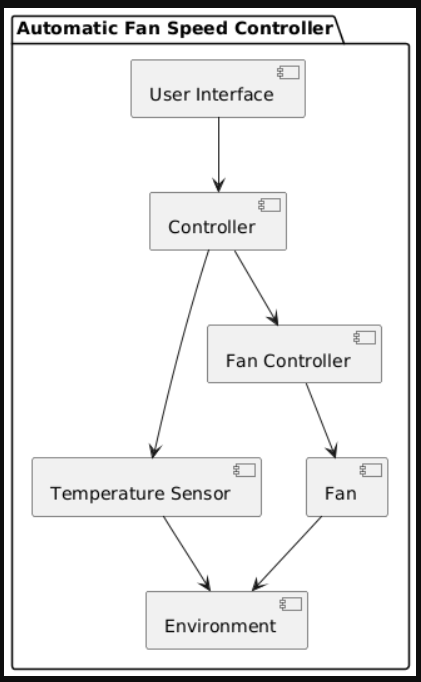 Automatic Fan Speed Controller
User Interface
Controller
Fan Controller
Temperature Sensor
Fan
Environment